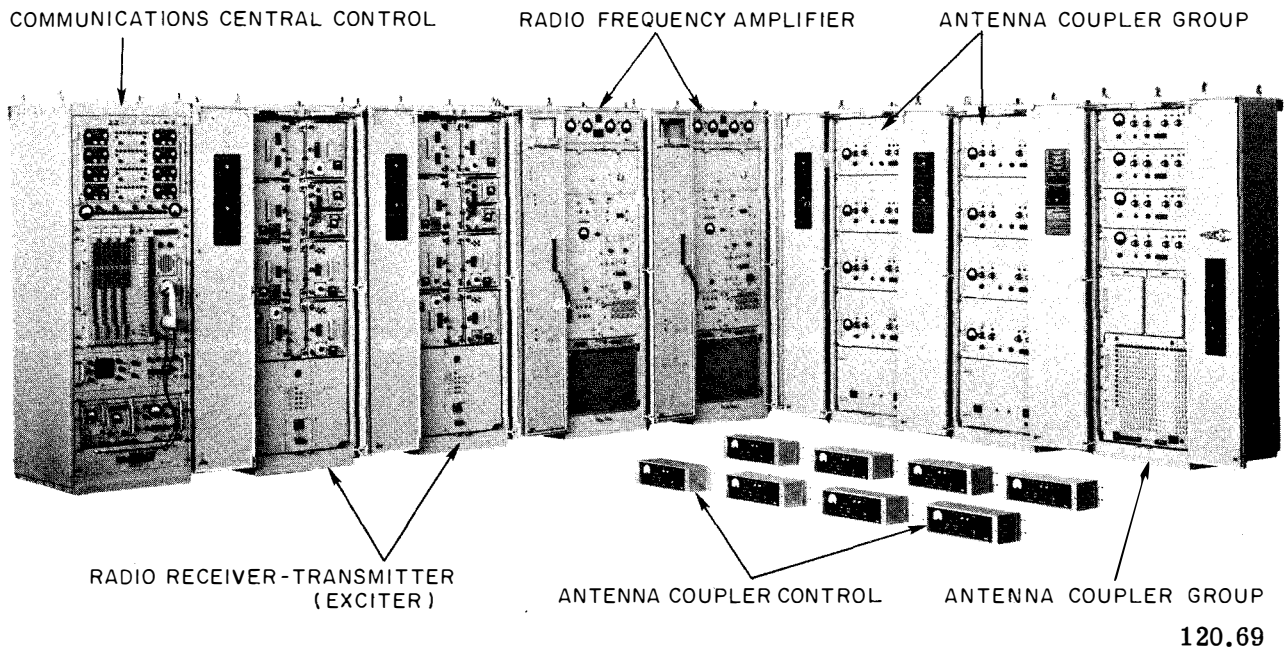 COMMUNICATIONS CENTRAL CONTROL
RADIO FREQUENCY AMPLIFIER
ANTENNA COUPLER GROUP
RADIO RECEIVER-TRANSMITTER
(EXCITER)
ANTENNA COUPLER CONTROL
ANTENNA COUPLER GROUP
120.69